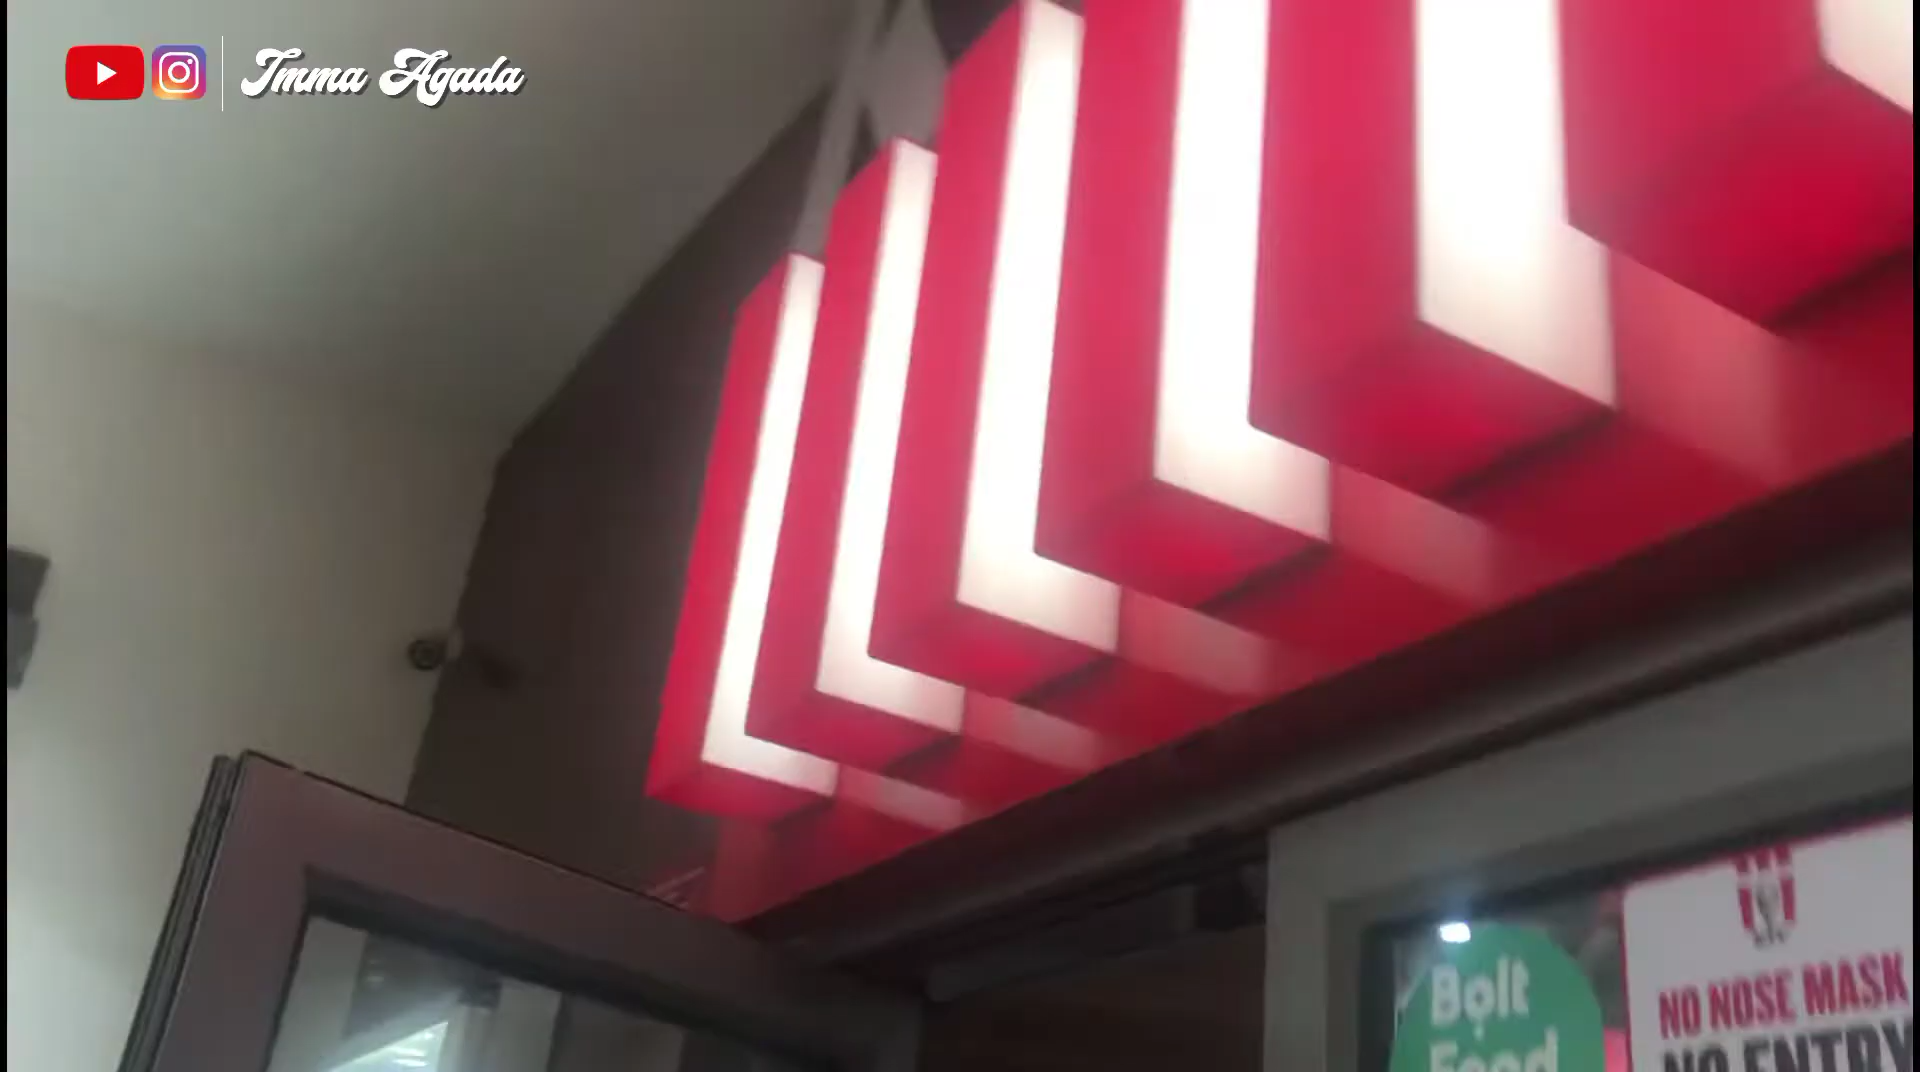 Imma Agada
Bolt
Food
NO NOSE MASK
NO ENTRY